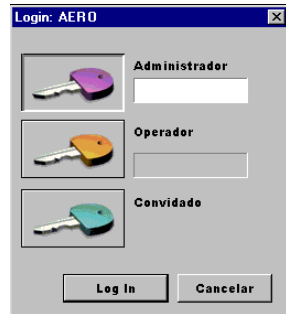 Login: AERO
Administrador
Operador
Convidado
Log In
Cancelar